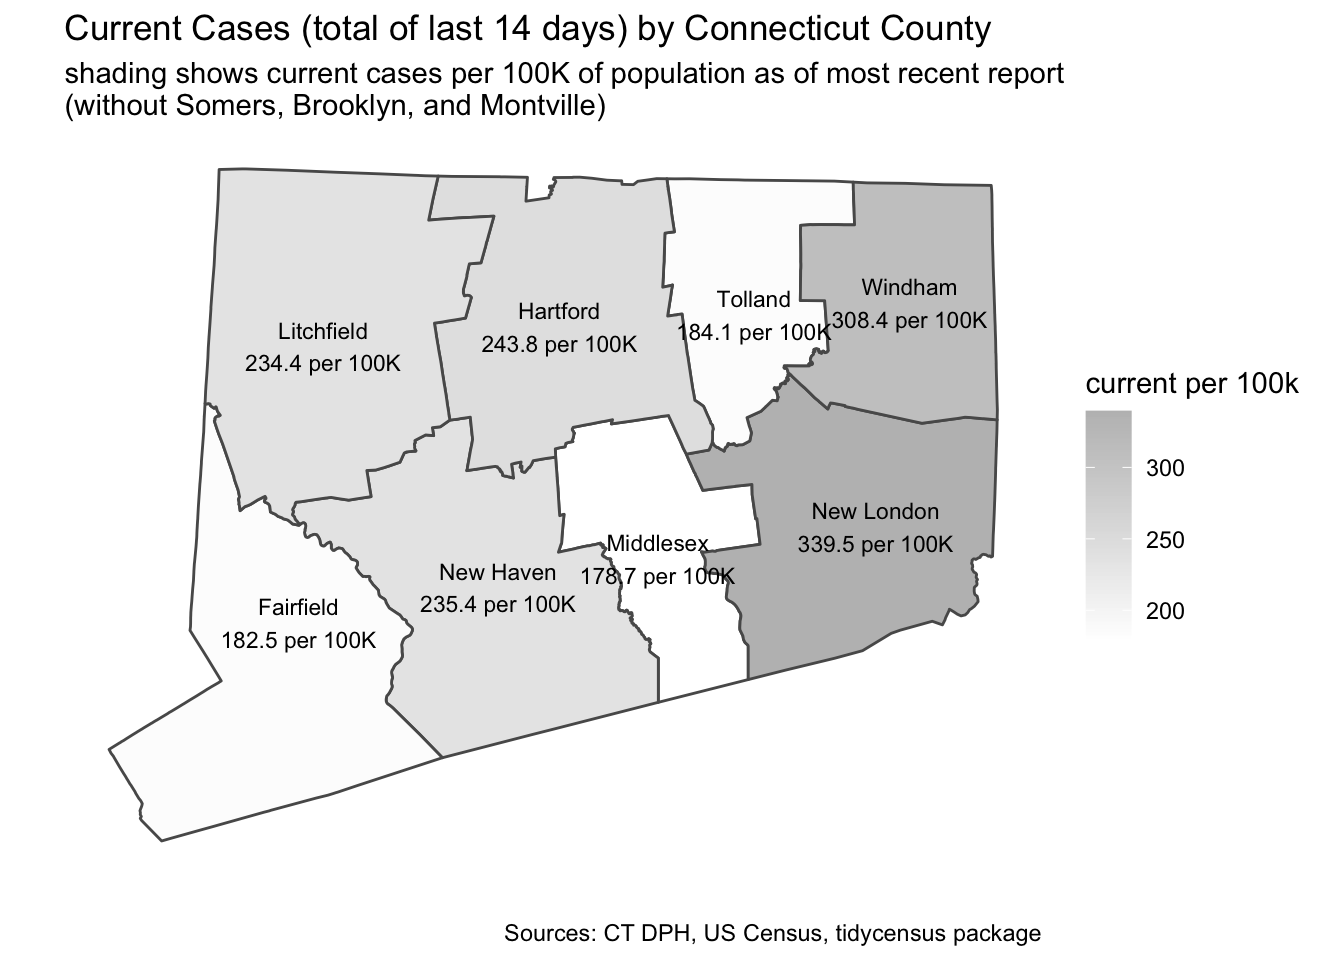 Current Cases (total of last 14 days) by Connecticut County
shading shows current cases per 100K of population as of most recent report
(without Somers, Brooklyn, and Montville)
Windham
308.4 per 100K
Tolland
184.1 per 100K
Hartford
243.8 per 100K
Litchfield
234.4 per 100K
current per 100k
300
250
200
New London
339.5 per 100K
Middlesex
178.7 per 100K
New Haven
235.4 per 100K
Fairfield
182.5 per 100K
Sources: CT DPH, US Census, tidycensus package